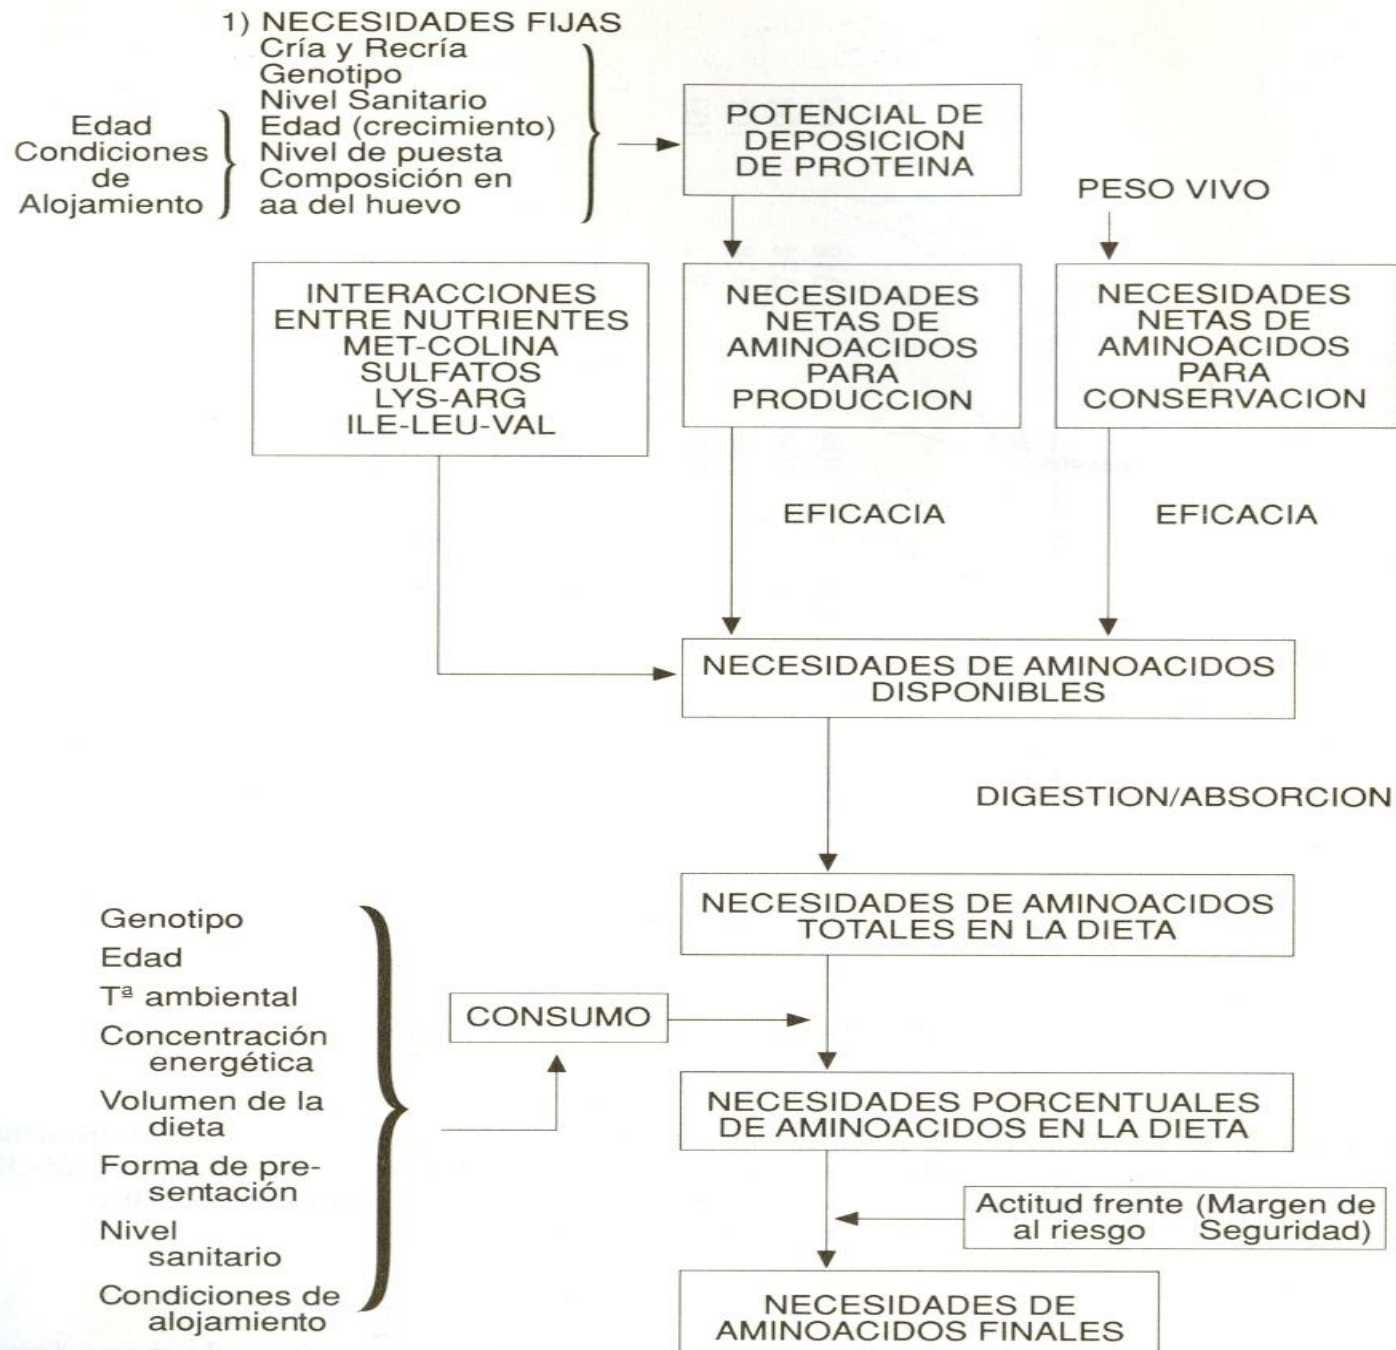 1) NECESIDADES FIJAS
Cría y Recría
Genotipo
Nivel Sanitario
Edad (crecimiento)
Nivel de puesta
Composición en
aa del huevo
Edad
Condiciones
de
Alojamiento
POTENCIAL DE
DEPOSICION
DE PROTEINA
PESO VIVO
INTERACCIONES
ENTRE NUTRIENTES
MET-COLINA
SULFATOS
LYS-ARG
ILE-LEU-VAL
NECESIDADES
NETAS DE
AMINOACIDOS
PARA
PRODUCCION
NECESIDADES
NETAS DE
AMINOACIDOS
PARA
CONSERVACION
EFICACIA
EFICACIA
NECESIDADES DE AMINOACIDOS
DISPONIBLES
DIGESTION/ABSORCION
NECESIDADES DE AMINOACIDOS
TOTALES EN LA DIETA
Genotipo
Edad
Tª ambiental
Concentración
energética
Volumen de la
dieta
Forma de pre-
sentación
Nivel
sanitario
Condiciones de
alojamiento
CONSUMO
NECESIDADES PORCENTUALES
DE AMINOACIDOS EN LA DIETA
Actitud frente (Margen de
al riesgo Seguridad)
NECESIDADES DE
AMINOACIDOS FINALES